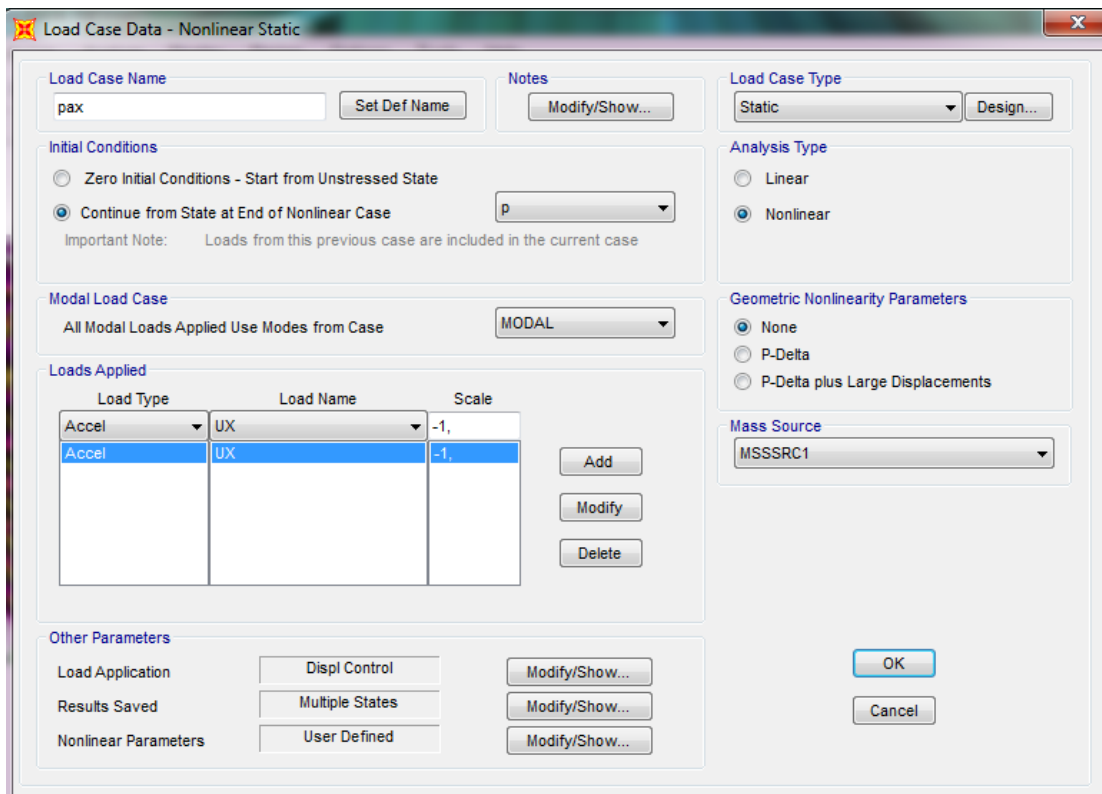 Load Case Data - Nonlinear Static
x
Load Case Name
pax
Set Def Name
Notes
Modify/Show...
Load Case Type
Static
Design...
Initial Conditions
Zero Initial Conditions - Start from Unstressed State
Continue from State at End of Nonlinear Case
p
Important Note: Loads from this previous case are included in the current case
Analysis Type
Linear
Nonlinear
Modal Load Case
All Modal Loads Applied Use Modes from Case
MODAL
Geometric Nonlinearity Parameters
None
P-Delta
P-Delta plus Large Displacements
Loads Applied
Load Type Load Name Scale
Accel UX -1,
Accel UX -1,
Add
Modify
Delete
Mass Source
MSSSRC1
Other Parameters
Load Application Displ Control Modify/Show...
Results Saved Multiple States Modify/Show...
Nonlinear Parameters User Defined Modify/Show...
OK
Cancel